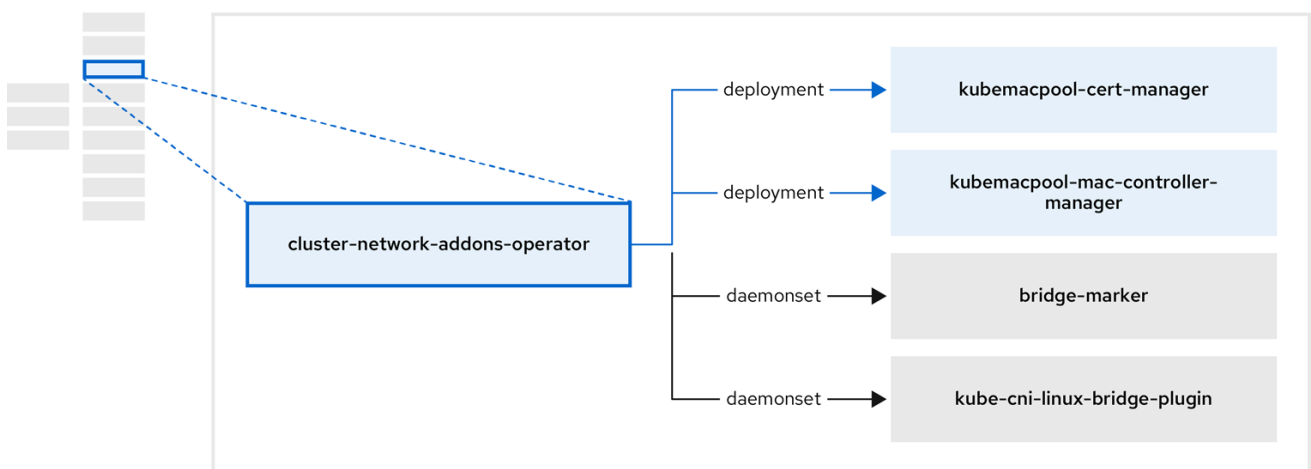 deployment
kubemacpool-cert-manager
deployment
kubemacpool-mac-controller-
manager
cluster-network-addons-operator
daemonset
bridge-marker
daemonset
kube-cni-linux-bridge-plugin